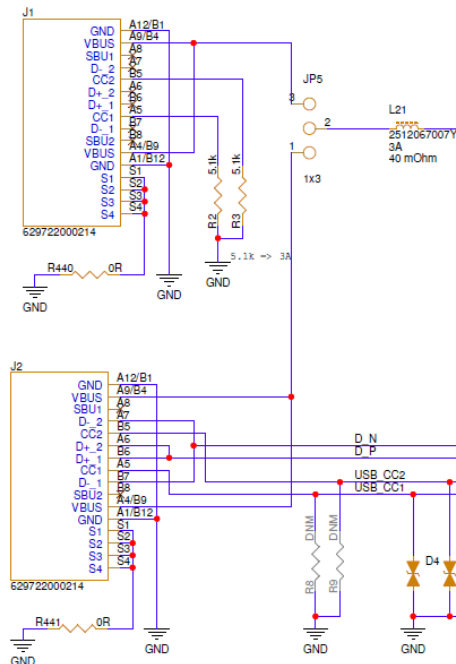 J1
GND A12/B1
VBUS A9/B4
SBU1 A8
D-_2 A7
CC2 B5
D+_2 A6
D+_1 B6
CC1 A5
D-_1 B7
SBU2 B8
VBUS A4/B9
GND A1/B12
S1 S1
S2 S2
S3 S3
S4 S4
629722000214
R440 0R
GND
GND
5.1k
5.1k
R2
R3
5.1k => 3A
GND
JP5
3
2
1
1x3
L21
2512067007Y
3A
40 mOhm
J2
GND A12/B1
VBUS A9/B4
SBU1 A8
D-_2 A7
CC2 B5
D+_2 A6
D+_1 B6
CC1 A5
D-_1 B7
SBU2 B8
VBUS A4/B9
GND A1/B12
S1 S1
S2 S2
S3 S3
S4 S4
629722000214
R441 0R
GND
GND
D_N
D_P
USB_CC2
USB_CC1
DNM
DNM
R8
R9
GND
D4
GND